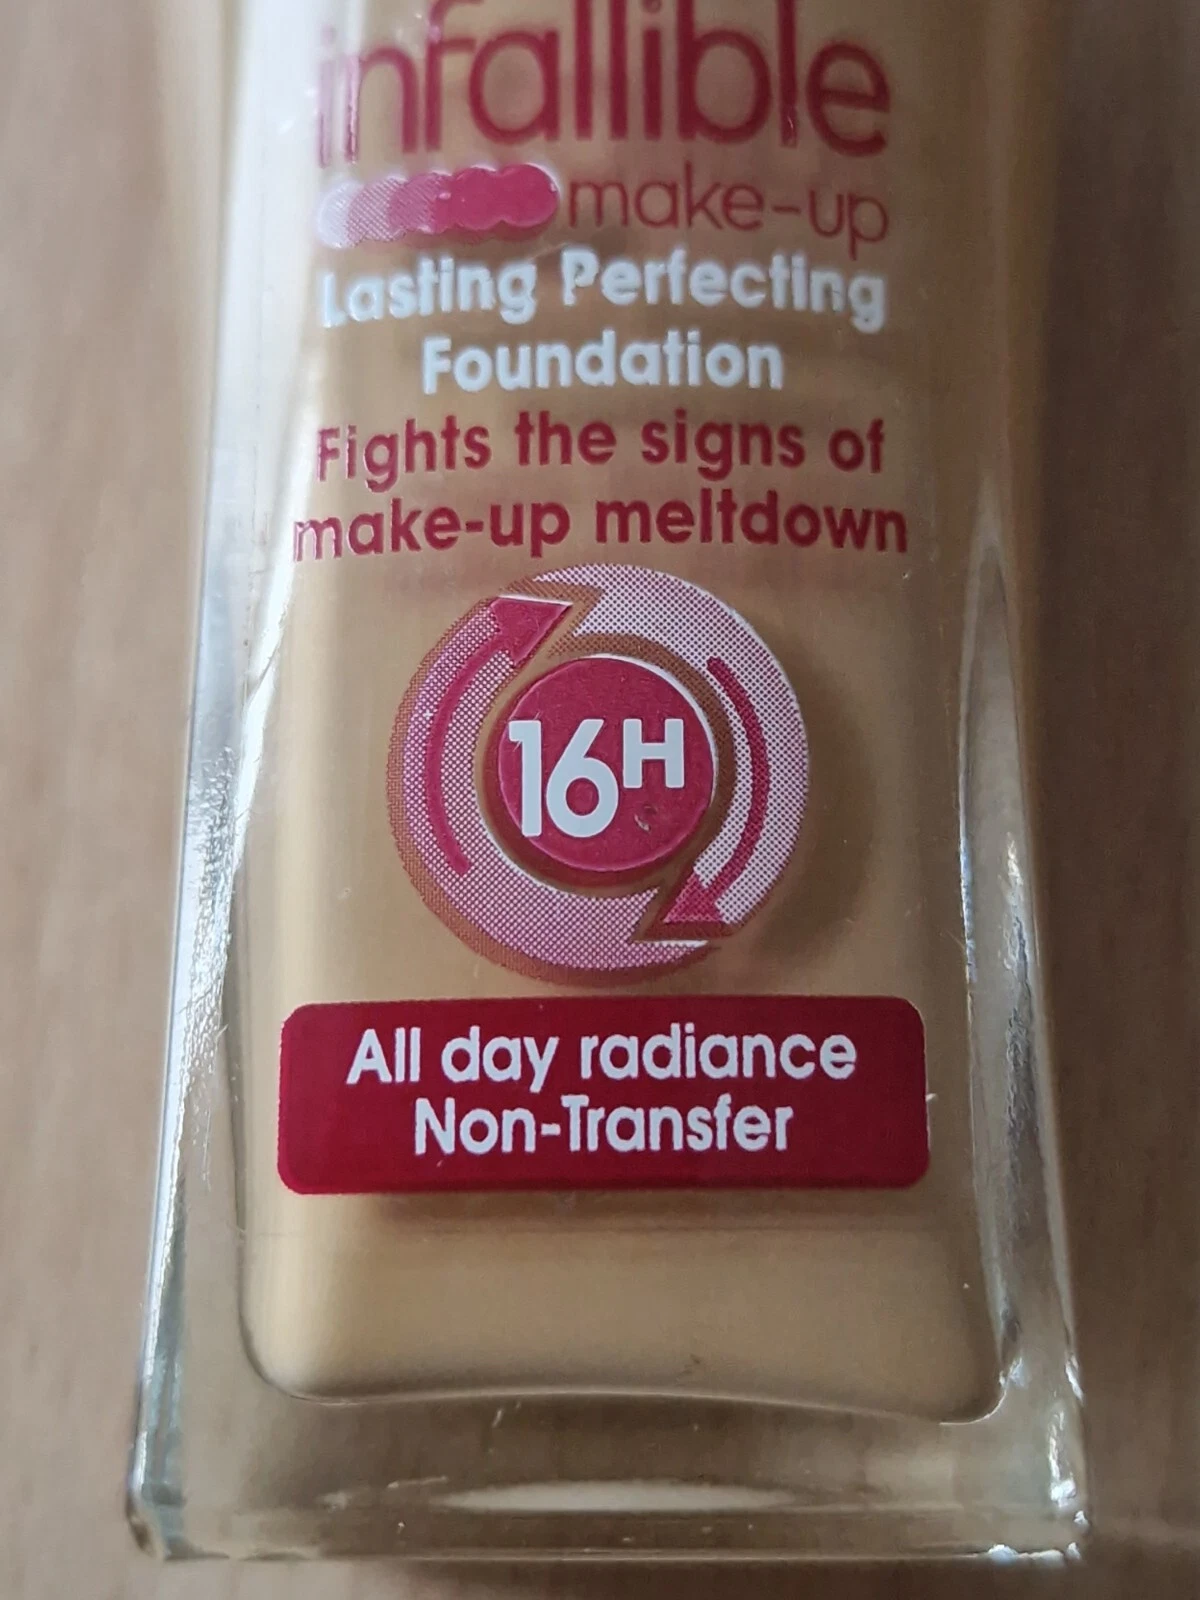 infallible
make-up
Lasting Perfecting
Foundation
Fights the signs of
make-up meltdown
16H
All day radiance
Non-Transfer